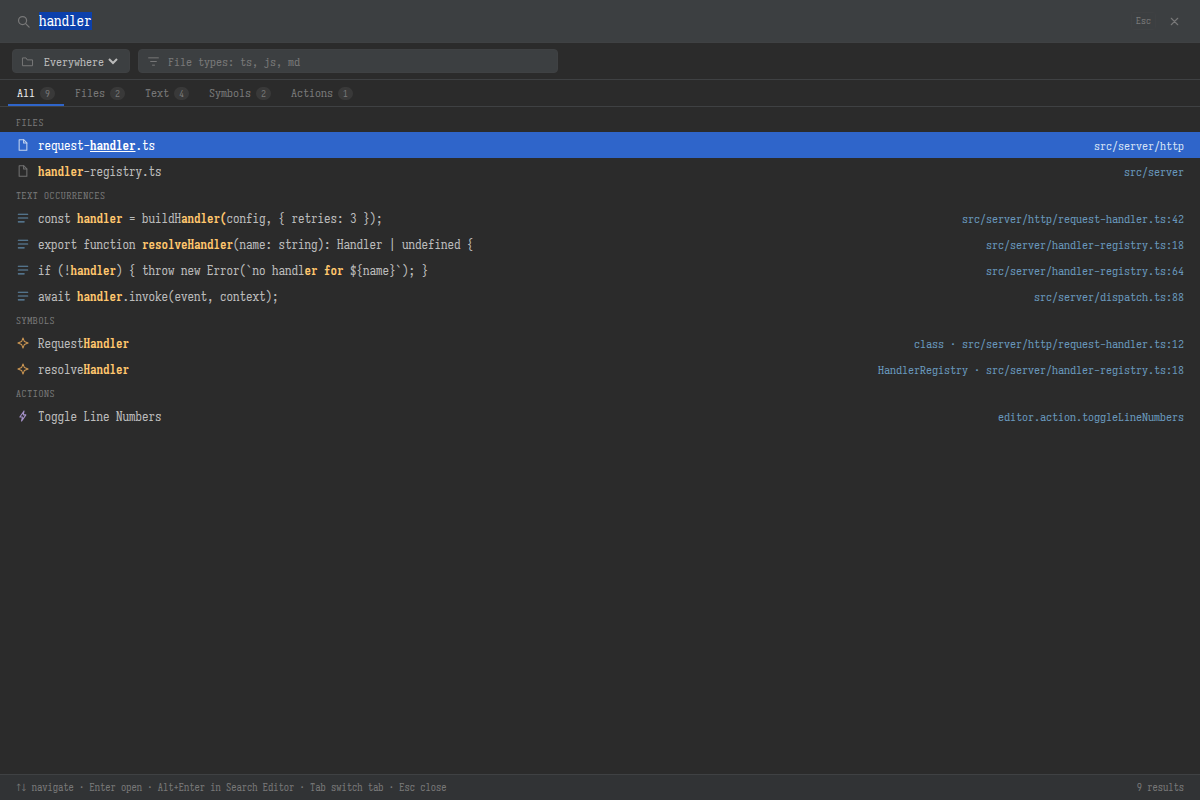 handler Esc
Everywhere File types: ts, js, md
All 9 Files 2 Text 4 Symbols 2 Actions 1
FILES
request-handler.ts src/server/http
handler-registry.ts src/server
TEXT OCCURRENCES
const handler = buildHandler(config, { retries: 3 }); src/server/http/request-handler.ts:42
export function resolveHandler(name: string): Handler | undefined { src/server/handler-registry.ts:18
if (!handler) { throw new Error(`no handler for ${name}`); } src/server/handler-registry.ts:64
await handler.invoke(event, context); src/server/dispatch.ts:88
SYMBOLS
RequestHandler class · src/server/http/request-handler.ts:12
resolveHandler HandlerRegistry · src/server/handler-registry.ts:18
ACTIONS
Toggle Line Numbers editor.action.toggleLineNumbers
↑↓ navigate · Enter open · Alt+Enter in Search Editor · Tab switch tab · Esc close 9 results